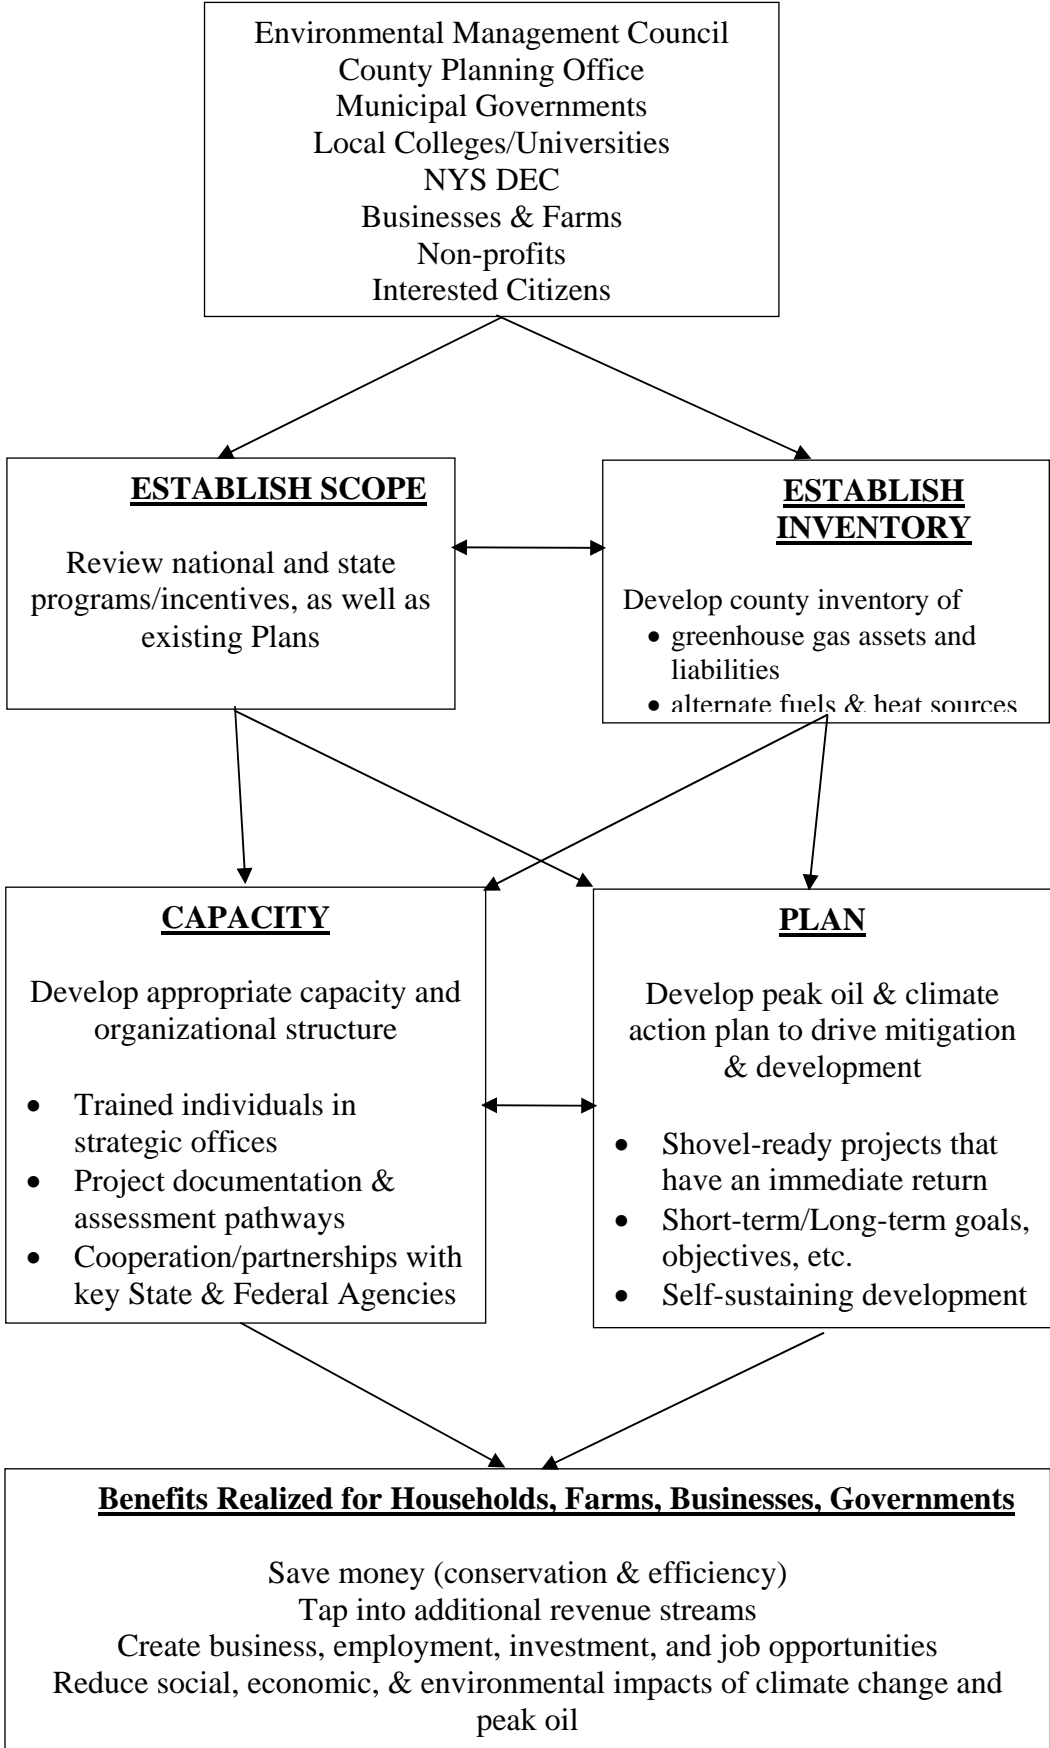 Environmental Management Council
County Planning Office
Municipal Governments
Local Colleges/Universities
NYS DEC
Businesses & Farms
Non-profits
Interested Citizens
ESTABLISH SCOPE
Review national and state
programs/incentives, as well as
existing Plans
ESTABLISH
INVENTORY
Develop county inventory of
• greenhouse gas assets and
liabilities
• alternate fuels & heat sources
CAPACITY
Develop appropriate capacity and
organizational structure
• Trained individuals in
strategic offices
• Project documentation &
assessment pathways
• Cooperation/partnerships with
key State & Federal Agencies
PLAN
Develop peak oil & climate
action plan to drive mitigation
& development
• Shovel-ready projects that
have an immediate return
• Short-term/Long-term goals,
objectives, etc.
• Self-sustaining development
Benefits Realized for Households, Farms, Businesses, Governments
Save money (conservation & efficiency)
Tap into additional revenue streams
Create business, employment, investment, and job opportunities
Reduce social, economic, & environmental impacts of climate change and
peak oil